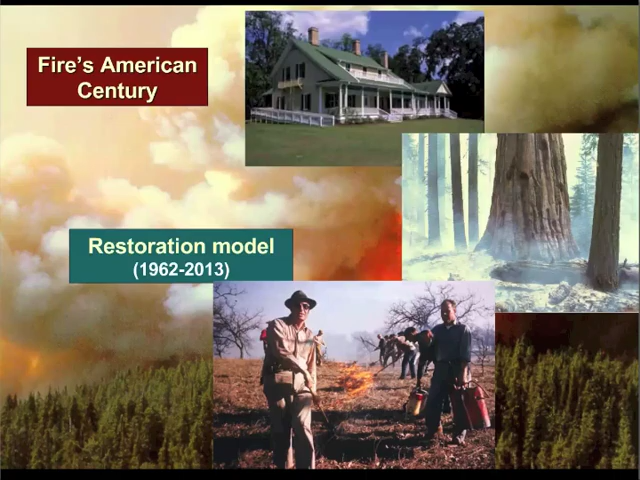 Fire's American
Century
Restoration model
(1962-2013)